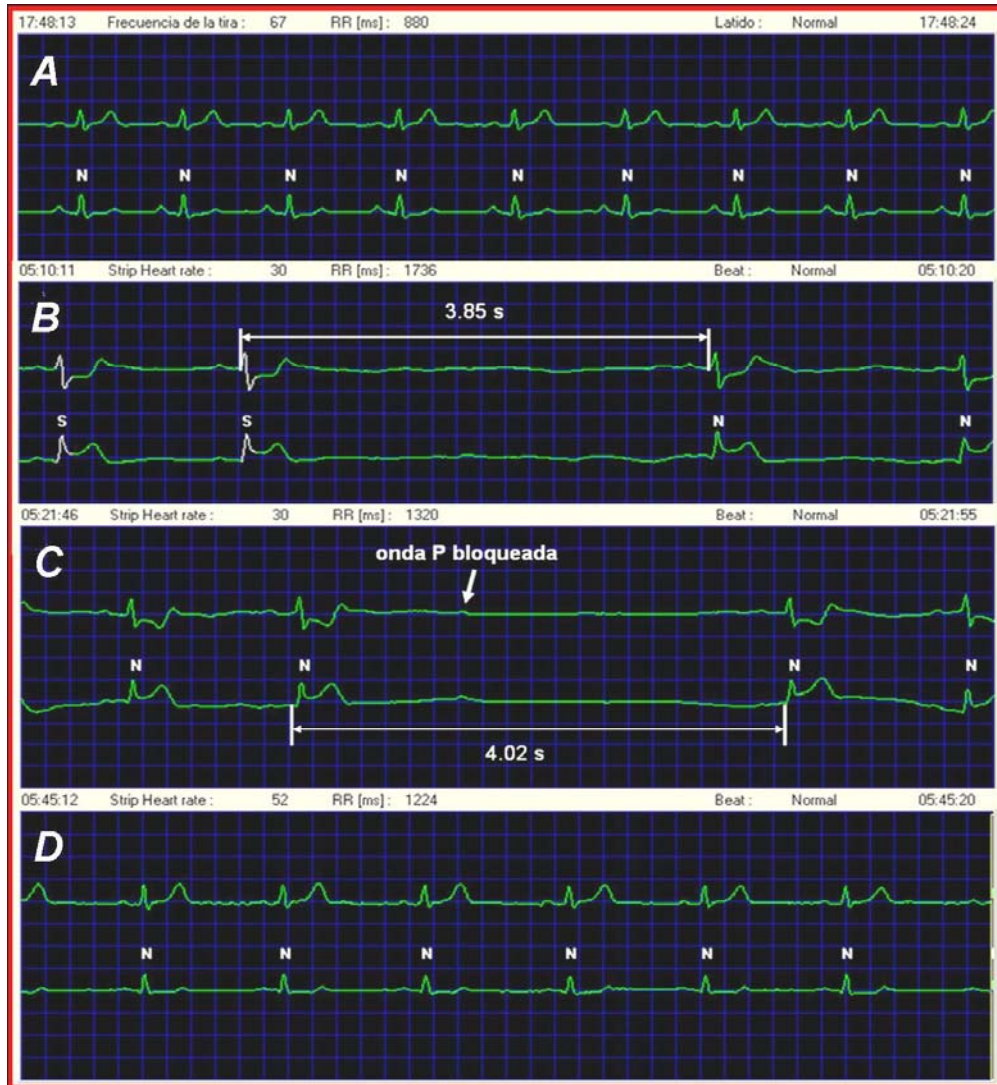 17:48:13 Frecuencia de la tira : 67 RR [ms] : 880 Latido : Normal 17:48:24
A
N N N N N N N N N
05:10:11 Strip Heart rate : 30 RR [ms] : 1736 Beat : Normal 05:10:20
B
3.85 s
S S N N
05:21:46 Strip Heart rate : 30 RR [ms] : 1320 Beat : Normal 05:21:55
C
onda P bloqueada
N N N N
4.02 s
05:45:12 Strip Heart rate : 52 RR [ms] : 1224 Beat : Normal 05:45:20
D
N N N N N N